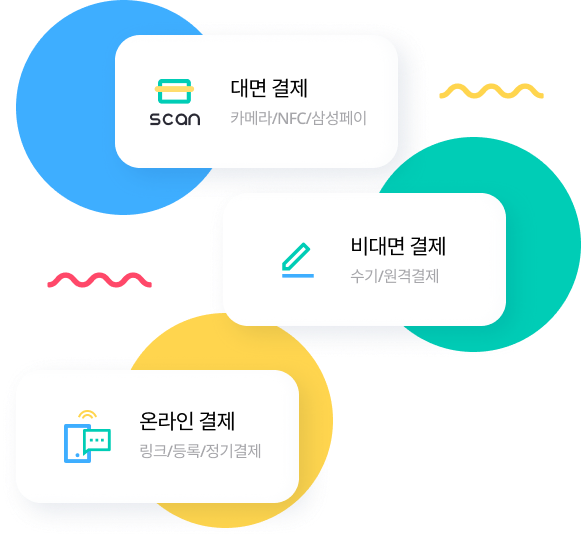 대면 결제
카메라/NFC/삼성페이
scan
비대면 결제
수기/원격결제
온라인 결제
링크/등록/정기결제